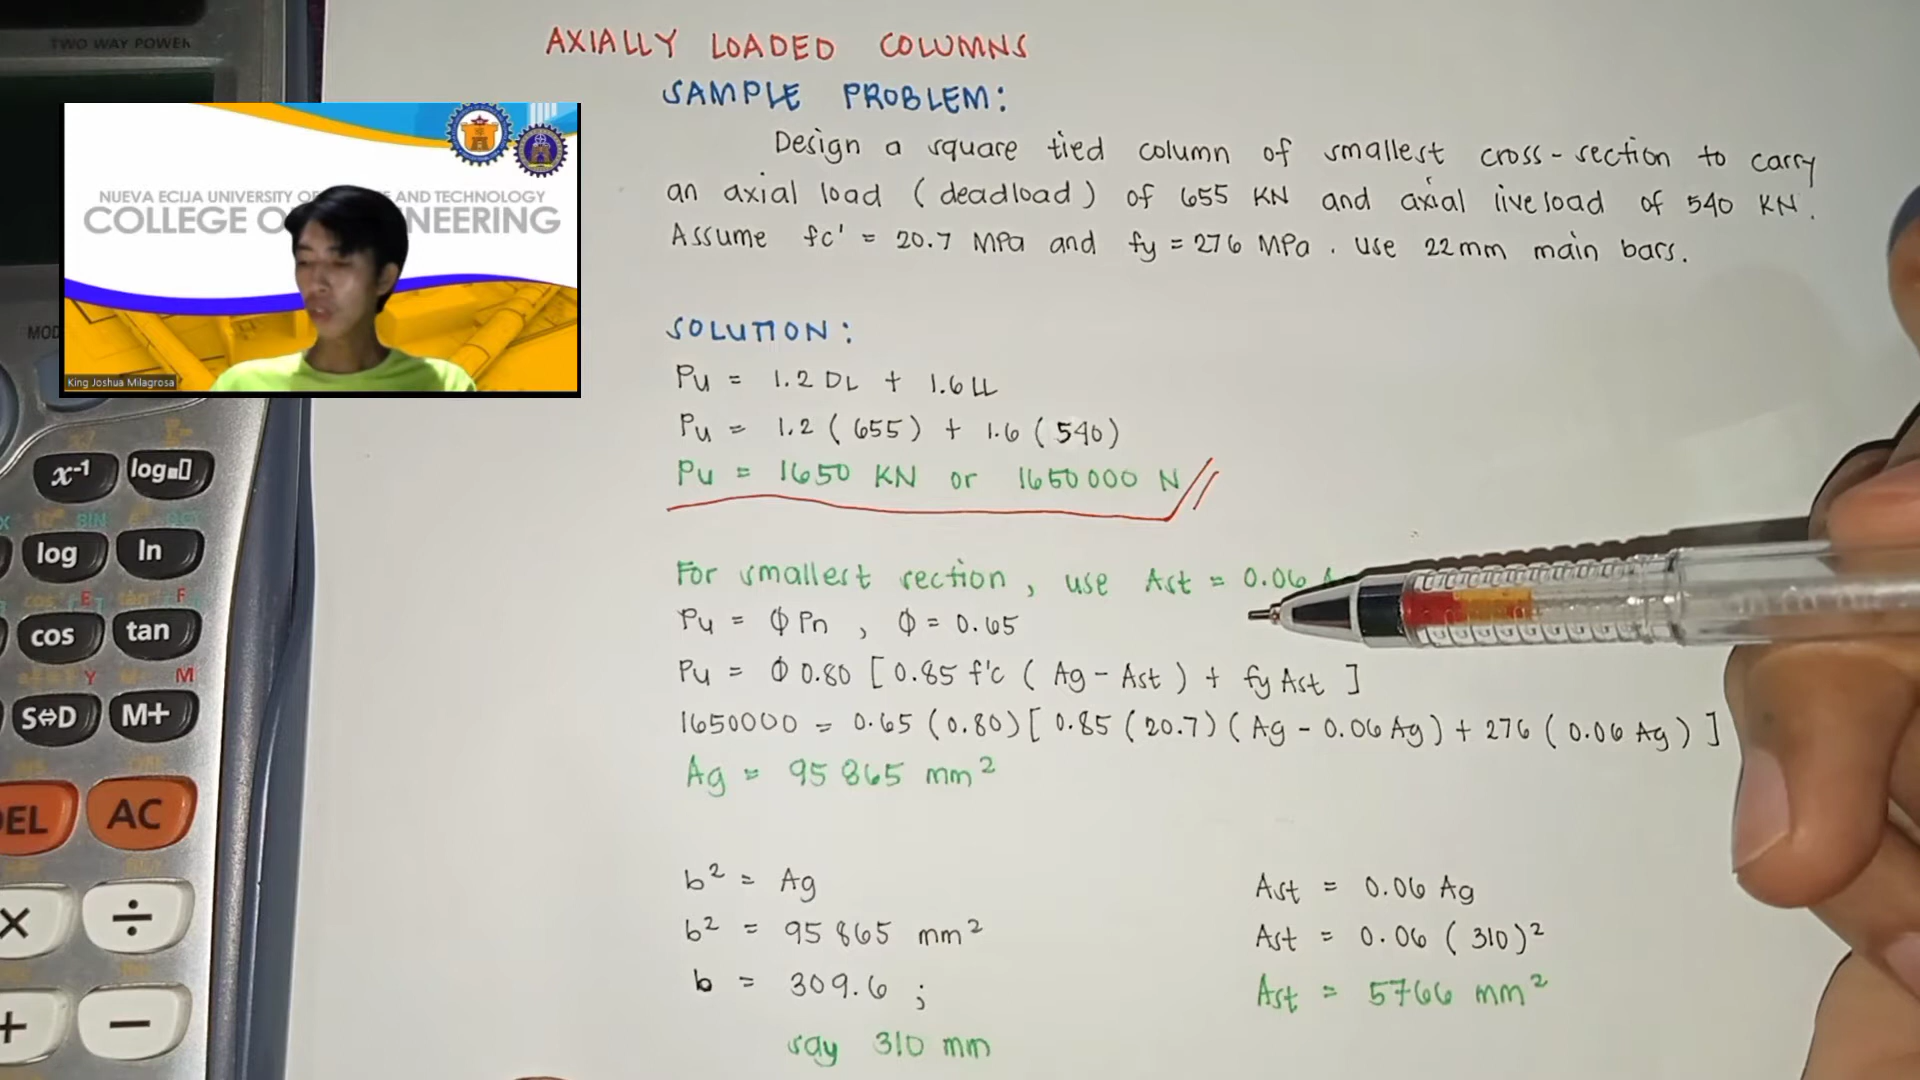 TWO WAY POWER
AXIALLY LOADED COLUMNS
SAMPLE PROBLEM:
Design a square tied column of smallest cross-section to carry
an axial load (deadload) of 655 KN and axial liveload of 540 KN.
Assume fc' = 20.7 MPa and fy = 276 MPa. use 22mm main bars.
NUEVA ECIJA UNIVERSITY OF AND TECHNOLOGY
COLLEGE O NEERING
King Joshua Milagrosa
SOLUTION:
Pu = 1.2 DL + 1.6 LL
Pu = 1.2 (655) + 1.6 (540)
Pu = 1650 KN or 1650000 N
For smallest section, use Ast = 0.06
Pu = ϕ Pn , ϕ = 0.65
Pu = ϕ 0.80 [ 0.85 f'c ( Ag - Ast ) + fy Ast ]
1650000 = 0.65 (0.80) [ 0.85 (20.7) ( Ag - 0.06 Ag ) + 276 ( 0.06 Ag ) ]
Ag = 95 865 mm²
b² = Ag
b² = 95 865 mm²
b = 309.6 ;
say 310 mm
Ast = 0.06 Ag
Ast = 0.06 ( 310 )²
Ast = 5766 mm²
MOD
x⁻¹ log
BIN
log ln
E F
cos tan
Y M
S⇔D M+
DEL AC
× ÷
+ −